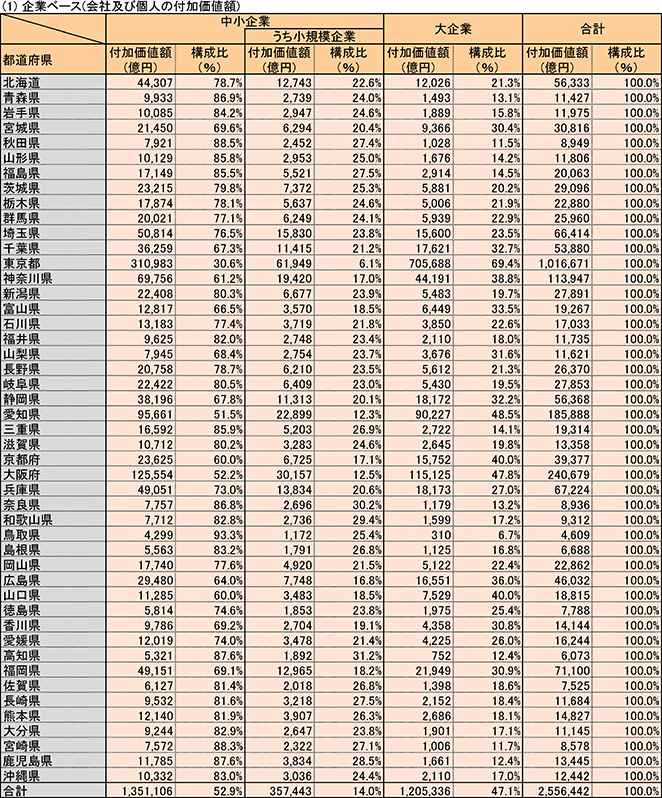 (1) 企業ベース(会社及び個人の付加価値額)
都道府県 中小企業 大企業 合計
うち小規模企業
付加価値額(億円) 構成比(%) 付加価値額(億円) 構成比(%) 付加価値額(億円) 構成比(%) 付加価値額(億円) 構成比(%)
北海道 44,307 78.7% 12,743 22.6% 12,026 21.3% 56,333 100.0%
青森県 9,933 86.9% 2,739 24.0% 1,493 13.1% 11,427 100.0%
岩手県 10,085 84.2% 2,947 24.6% 1,889 15.8% 11,975 100.0%
宮城県 21,450 69.6% 6,294 20.4% 9,366 30.4% 30,816 100.0%
秋田県 7,921 88.5% 2,452 27.4% 1,028 11.5% 8,949 100.0%
山形県 10,129 85.8% 2,953 25.0% 1,676 14.2% 11,806 100.0%
福島県 17,149 85.5% 5,521 27.5% 2,914 14.5% 20,063 100.0%
茨城県 23,215 79.8% 7,372 25.3% 5,881 20.2% 29,096 100.0%
栃木県 17,874 78.1% 5,637 24.6% 5,006 21.9% 22,880 100.0%
群馬県 20,021 77.1% 6,249 24.1% 5,939 22.9% 25,960 100.0%
埼玉県 50,814 76.5% 15,830 23.8% 15,600 23.5% 66,414 100.0%
千葉県 36,259 67.3% 11,415 21.2% 17,621 32.7% 53,880 100.0%
東京都 310,983 30.6% 61,949 6.1% 705,688 69.4% 1,016,671 100.0%
神奈川県 69,756 61.2% 19,420 17.0% 44,191 38.8% 113,947 100.0%
新潟県 22,408 80.3% 6,677 23.9% 5,483 19.7% 27,891 100.0%
富山県 12,817 66.5% 3,570 18.5% 6,449 33.5% 19,267 100.0%
石川県 13,183 77.4% 3,719 21.8% 3,850 22.6% 17,033 100.0%
福井県 9,625 82.0% 2,748 23.4% 2,110 18.0% 11,735 100.0%
山梨県 7,945 68.4% 2,754 23.7% 3,676 31.6% 11,621 100.0%
長野県 20,758 78.7% 6,210 23.5% 5,612 21.3% 26,370 100.0%
岐阜県 22,422 80.5% 6,409 23.0% 5,430 19.5% 27,853 100.0%
静岡県 38,196 67.8% 11,313 20.1% 18,172 32.2% 56,368 100.0%
愛知県 95,661 51.5% 22,899 12.3% 90,227 48.5% 185,888 100.0%
三重県 16,592 85.9% 5,203 26.9% 2,722 14.1% 19,314 100.0%
滋賀県 10,712 80.2% 3,283 24.6% 2,645 19.8% 13,358 100.0%
京都府 23,625 60.0% 6,725 17.1% 15,752 40.0% 39,377 100.0%
大阪府 125,554 52.2% 30,157 12.5% 115,125 47.8% 240,679 100.0%
兵庫県 49,051 73.0% 13,834 20.6% 18,173 27.0% 67,224 100.0%
奈良県 7,757 86.8% 2,696 30.2% 1,179 13.2% 8,936 100.0%
和歌山県 7,712 82.8% 2,736 29.4% 1,599 17.2% 9,312 100.0%
鳥取県 4,299 93.3% 1,172 25.4% 310 6.7% 4,609 100.0%
島根県 5,563 83.2% 1,791 26.8% 1,125 16.8% 6,688 100.0%
岡山県 17,740 77.6% 4,920 21.5% 5,122 22.4% 22,862 100.0%
広島県 29,480 64.0% 7,748 16.8% 16,551 36.0% 46,032 100.0%
山口県 11,285 60.0% 3,483 18.5% 7,529 40.0% 18,815 100.0%
徳島県 5,814 74.6% 1,853 23.8% 1,975 25.4% 7,788 100.0%
香川県 9,786 69.2% 2,704 19.1% 4,358 30.8% 14,144 100.0%
愛媛県 12,019 74.0% 3,478 21.4% 4,225 26.0% 16,244 100.0%
高知県 5,321 87.6% 1,892 31.2% 752 12.4% 6,073 100.0%
福岡県 49,151 69.1% 12,965 18.2% 21,949 30.9% 71,100 100.0%
佐賀県 6,127 81.4% 2,018 26.8% 1,398 18.6% 7,525 100.0%
長崎県 9,532 81.6% 3,218 27.5% 2,152 18.4% 11,684 100.0%
熊本県 12,140 81.9% 3,907 26.3% 2,686 18.1% 14,827 100.0%
大分県 9,244 82.9% 2,647 23.8% 1,901 17.1% 11,145 100.0%
宮崎県 7,572 88.3% 2,322 27.1% 1,006 11.7% 8,578 100.0%
鹿児島県 11,785 87.6% 3,834 28.5% 1,661 12.4% 13,445 100.0%
沖縄県 10,332 83.0% 3,036 24.4% 2,110 17.0% 12,442 100.0%
合計 1,351,106 52.9% 357,443 14.0% 1,205,336 47.1% 2,556,442 100.0%